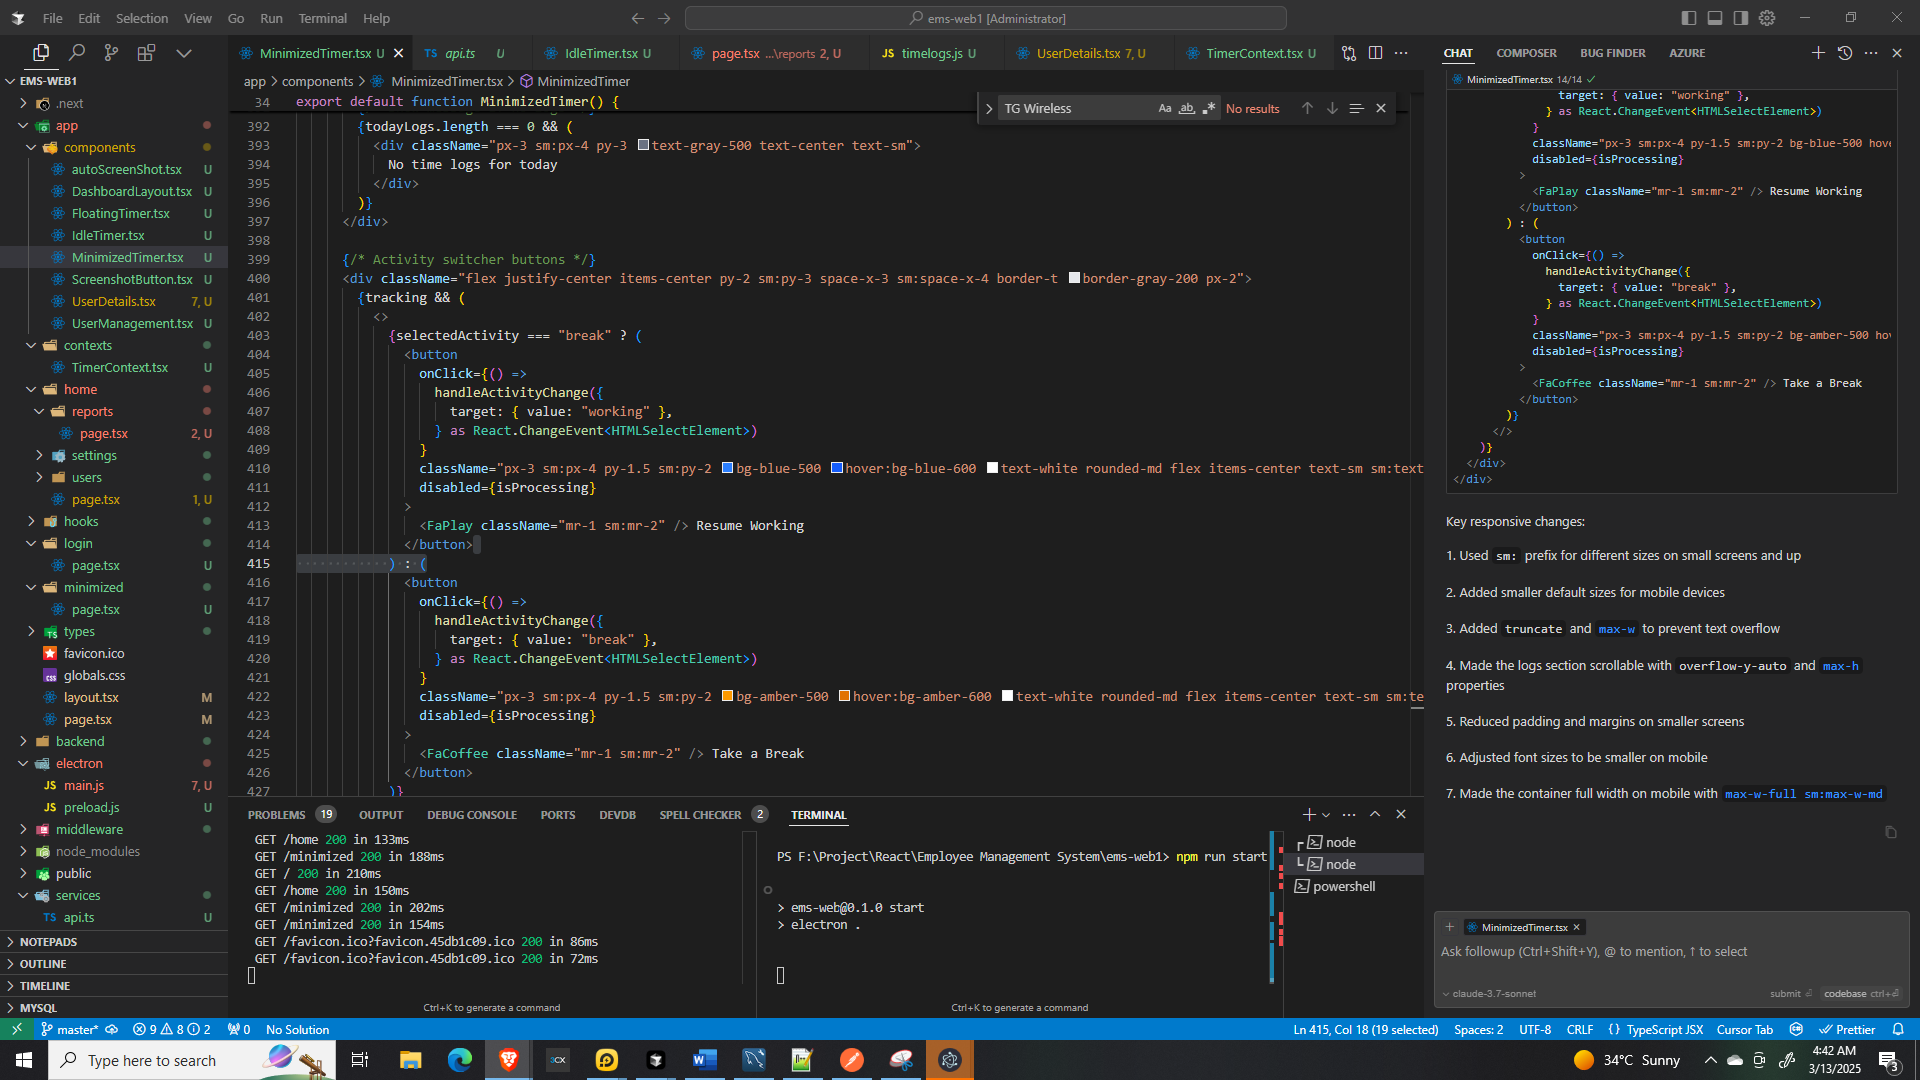 File Edit Selection View Go Run Terminal Help
ems-web1 [Administrator]
EMS-WEB1
.next
app
components
autoScreenShot.tsx U
DashboardLayout.tsx U
FloatingTimer.tsx U
IdleTimer.tsx U
MinimizedTimer.tsx U
ScreenshotButton.tsx U
UserDetails.tsx 7, U
UserManagement.tsx U
contexts
TimerContext.tsx U
home
reports
page.tsx 2, U
settings
users
page.tsx 1, U
hooks
login
page.tsx U
minimized
page.tsx U
types
favicon.ico
globals.css
layout.tsx M
page.tsx M
backend
electron
JS main.js 7, U
JS preload.js U
middleware
node_modules
public
services
TS api.ts U
NOTEPADS
OUTLINE
TIMELINE
MYSQL
MinimizedTimer.tsx U
TS api.ts U
IdleTimer.tsx U
page.tsx ...\reports 2, U
JS timelogs.js U
UserDetails.tsx 7, U
TimerContext.tsx U
app > components > MinimizedTimer.tsx > MinimizedTimer
34 export default function MinimizedTimer() {
TG Wireless Aa ab .* No results
392 {todayLogs.length === 0 && (
393 <div className="px-3 sm:px-4 py-3 text-gray-500 text-center text-sm">
394 No time logs for today
395 </div>
396 )}
397 </div>
398
399 {/* Activity switcher buttons */}
400 <div className="flex justify-center items-center py-2 sm:py-3 space-x-3 sm:space-x-4 border-t border-gray-200 px-2">
401 {tracking && (
402 <>
403 {selectedActivity === "break" ? (
404 <button
405 onClick={() =>
406 handleActivityChange({
407 target: { value: "working" },
408 } as React.ChangeEvent<HTMLSelectElement>)
409 }
410 className="px-3 sm:px-4 py-1.5 sm:py-2 bg-blue-500 hover:bg-blue-600 text-white rounded-md flex items-center text-sm sm:text
411 disabled={isProcessing}
412 >
413 <FaPlay className="mr-1 sm:mr-2" /> Resume Working
414 </button>
415 ) : (
416 <button
417 onClick={() =>
418 handleActivityChange({
419 target: { value: "break" },
420 } as React.ChangeEvent<HTMLSelectElement>)
421 }
422 className="px-3 sm:px-4 py-1.5 sm:py-2 bg-amber-500 hover:bg-amber-600 text-white rounded-md flex items-center text-sm sm:te
423 disabled={isProcessing}
424 >
425 <FaCoffee className="mr-1 sm:mr-2" /> Take a Break
426 </button>
427 )}
PROBLEMS 19 OUTPUT DEBUG CONSOLE PORTS DEVDB SPELL CHECKER 2 TERMINAL
GET /home 200 in 133ms
GET /minimized 200 in 188ms
GET / 200 in 210ms
GET /home 200 in 150ms
GET /minimized 200 in 202ms
GET /minimized 200 in 154ms
GET /favicon.ico?favicon.45db1c09.ico 200 in 86ms
GET /favicon.ico?favicon.45db1c09.ico 200 in 72ms
Ctrl+K to generate a command
PS F:\Project\React\Employee Management System\ems-web1> npm run start
> ems-web@0.1.0 start
> electron .
Ctrl+K to generate a command
node
node
powershell
CHAT COMPOSER BUG FINDER AZURE
MinimizedTimer.tsx 14/14
target: { value: "working" },
} as React.ChangeEvent<HTMLSelectElement>)
}
className="px-3 sm:px-4 py-1.5 sm:py-2 bg-blue-500 hove
disabled={isProcessing}
>
<FaPlay className="mr-1 sm:mr-2" /> Resume Working
</button>
) : (
<button
onClick={() =>
handleActivityChange({
target: { value: "break" },
} as React.ChangeEvent<HTMLSelectElement>)
}
className="px-3 sm:px-4 py-1.5 sm:py-2 bg-amber-500 hov
disabled={isProcessing}
>
<FaCoffee className="mr-1 sm:mr-2" /> Take a Break
</button>
)}
</>
)}
</div>
</div>
Key responsive changes:
1. Used sm: prefix for different sizes on small screens and up
2. Added smaller default sizes for mobile devices
3. Added truncate and max-w to prevent text overflow
4. Made the logs section scrollable with overflow-y-auto and max-h
properties
5. Reduced padding and margins on smaller screens
6. Adjusted font sizes to be smaller on mobile
7. Made the container full width on mobile with max-w-full sm:max-w-md
MinimizedTimer.tsx
Ask followup (Ctrl+Shift+Y), @ to mention, ↑ to select
claude-3.7-sonnet submit codebase ctrl+
master* 9 8 2 0 No Solution
Ln 415, Col 18 (19 selected) Spaces: 2 UTF-8 CRLF {} TypeScript JSX Cursor Tab Prettier
Type here to search
34°C Sunny
4:42 AM
3/13/2025
3